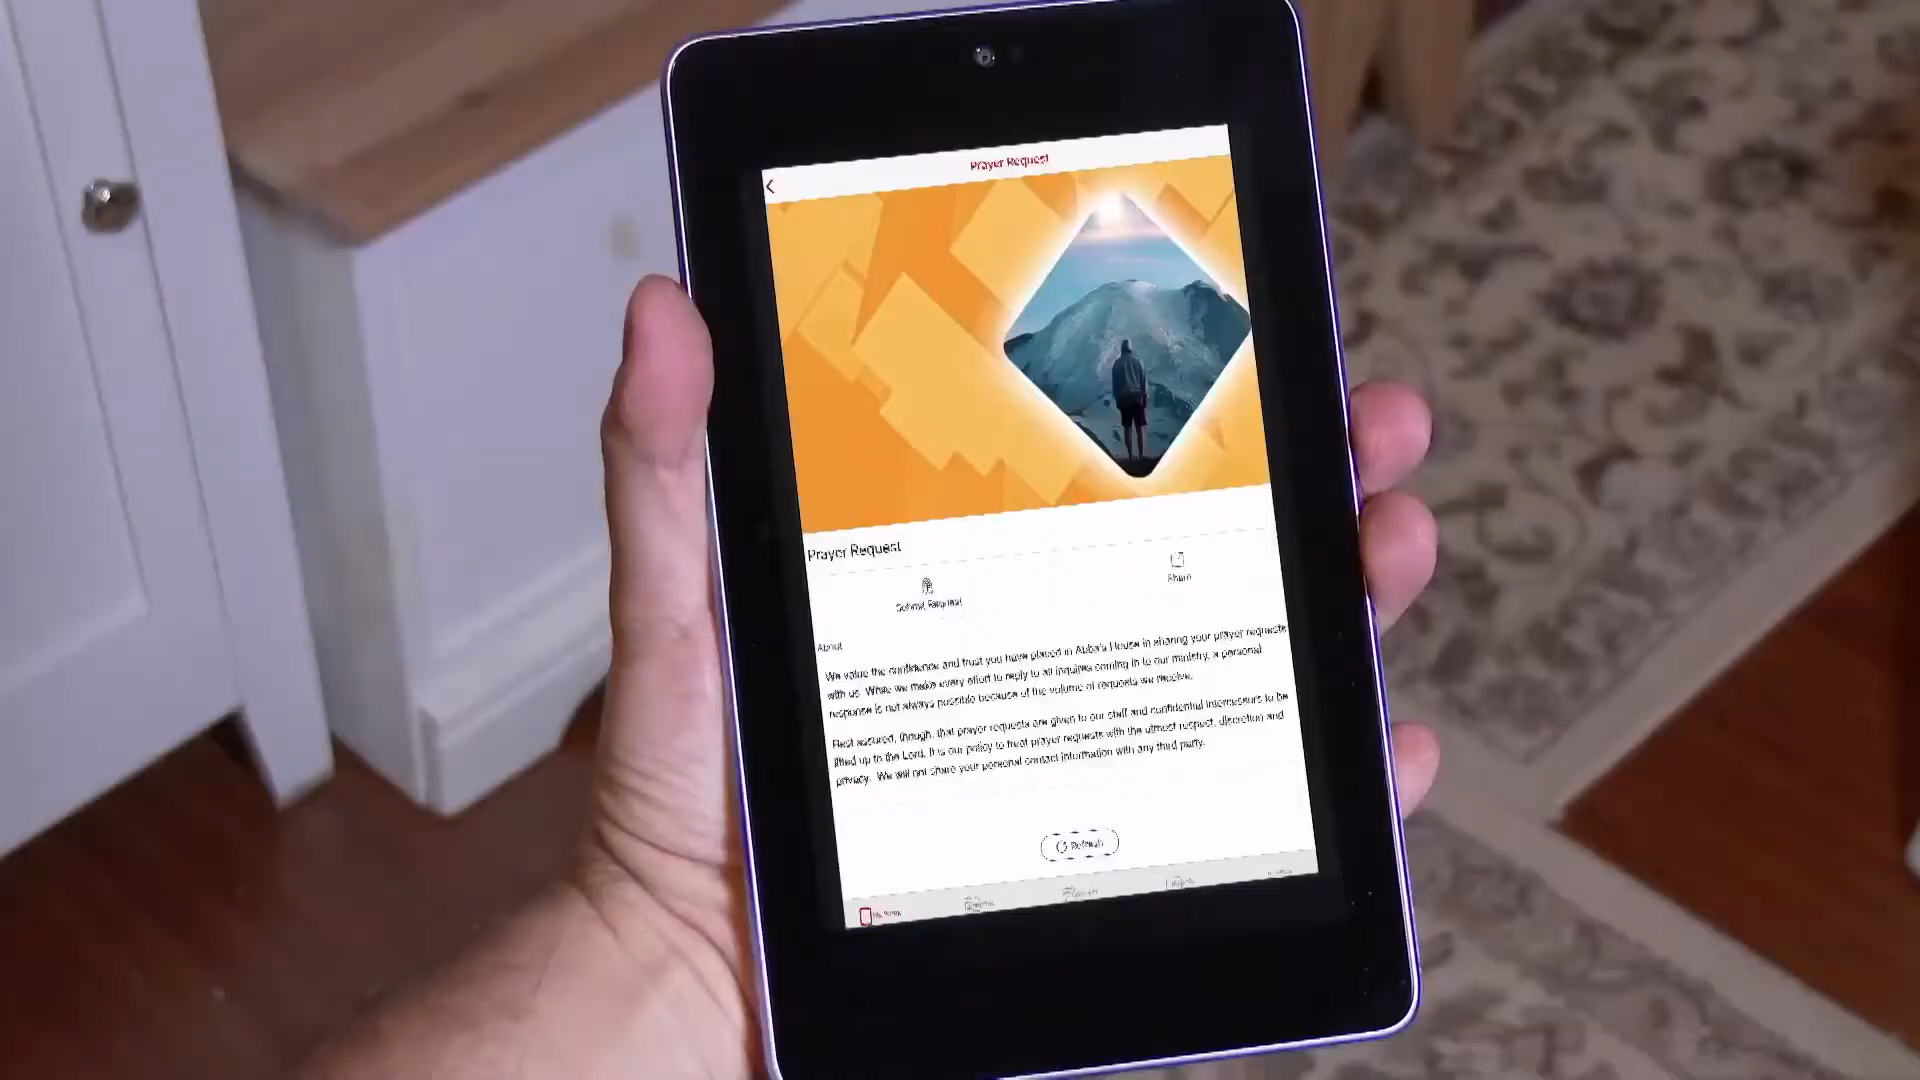 Prayer Request
Prayer Request
Submit Request
Share
About
We value the confidence and trust you have placed in Abba's House in sharing your prayer requests
with us. While we make every effort to reply to all inquires coming in to our ministry, a personal
response is not always possible because of the volume of requests we receive.
Rest assured, though, that prayer requests are given to our staff and confidential intercessors to be
lifted up to the Lord. It is our policy to treat prayer requests with the utmost respect, discretion and
privacy. We will not share your personal contact information with any third party.
Refresh